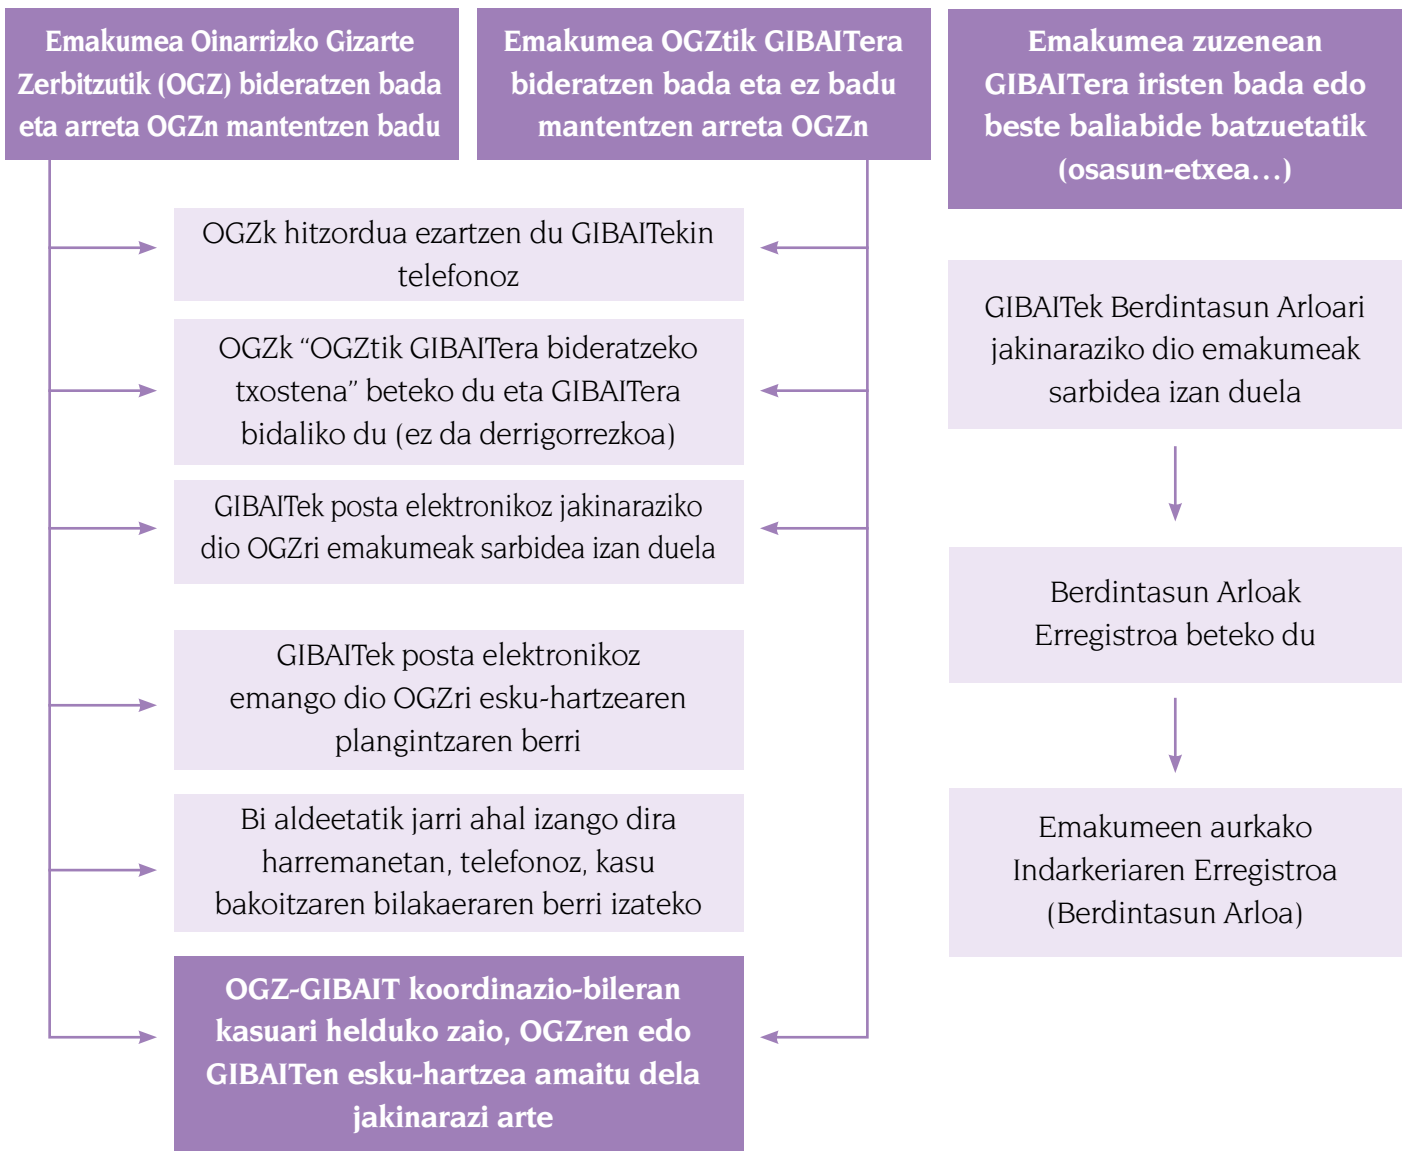 Emakumea Oinarrizko Gizarte
Zerbitzutik (OGZ) bideratzen bada
eta arreta OGZn mantentzen badu
Emakumea OGZtik GIBAITera
bideratzen bada eta ez badu
mantentzen arreta OGZn
Emakumea zuzenean
GIBAITera iristen bada edo
beste baliabide batzuetatik
(osasun-etxea…)
OGZk hitzordua ezartzen du GIBAITekin
telefonoz
OGZk “OGZtik GIBAITera bideratzeko
txostena” beteko du eta GIBAITera
bidaliko du (ez da derrigorrezkoa)
GIBAITek posta elektronikoz jakinaraziko
dio OGZri emakumeak sarbidea izan duela
GIBAITek posta elektronikoz
emango dio OGZri esku-hartzearen
plangintzaren berri
Bi aldeetatik jarri ahal izango dira
harremanetan, telefonoz, kasu
bakoitzaren bilakaeraren berri izateko
OGZ-GIBAIT koordinazio-bileran
kasuari helduko zaio, OGZren edo
GIBAITen esku-hartzea amaitu dela
jakinarazi arte
GIBAITek Berdintasun Arloari
jakinaraziko dio emakumeak
sarbidea izan duela
Berdintasun Arloak
Erregistroa beteko du
Emakumeen aurkako
Indarkeriaren Erregistroa
(Berdintasun Arloa)